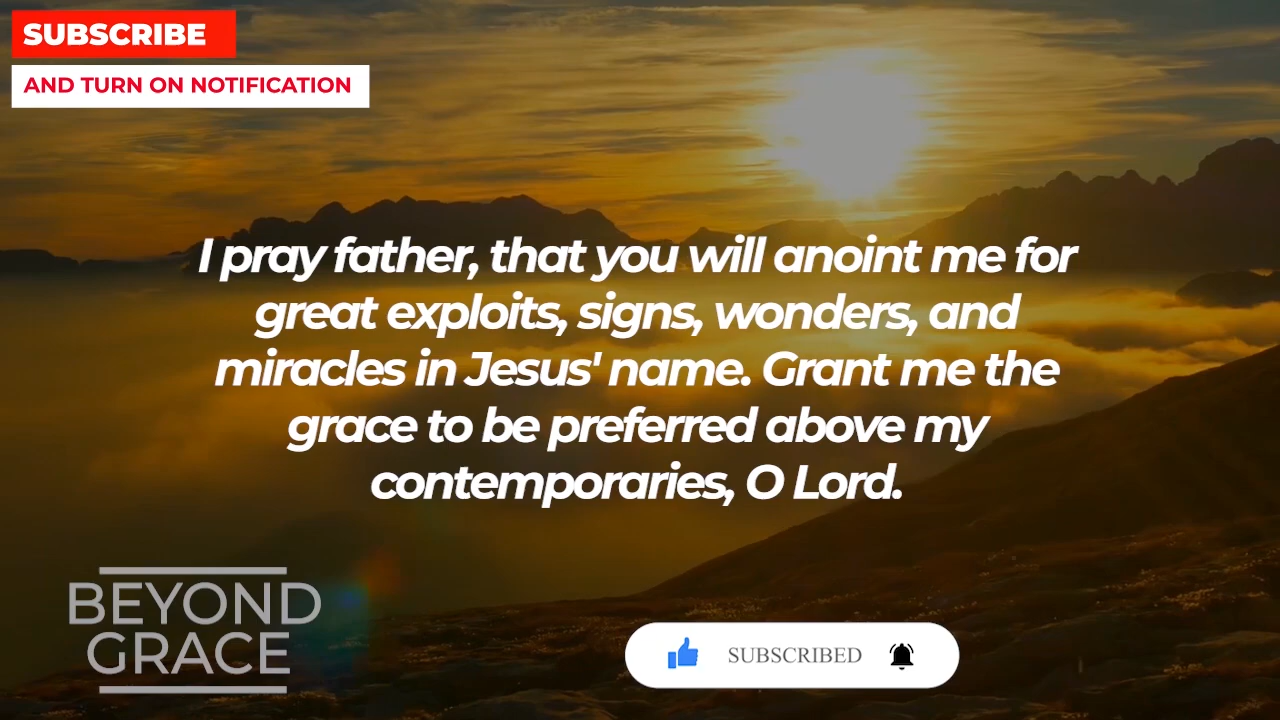 SUBSCRIBE
AND TURN ON NOTIFICATION
I pray father, that you will anoint me for
great exploits, signs, wonders, and
miracles in Jesus' name. Grant me the
grace to be preferred above my
contemporaries, O Lord.
BEYOND
GRACE
SUBSCRIBED